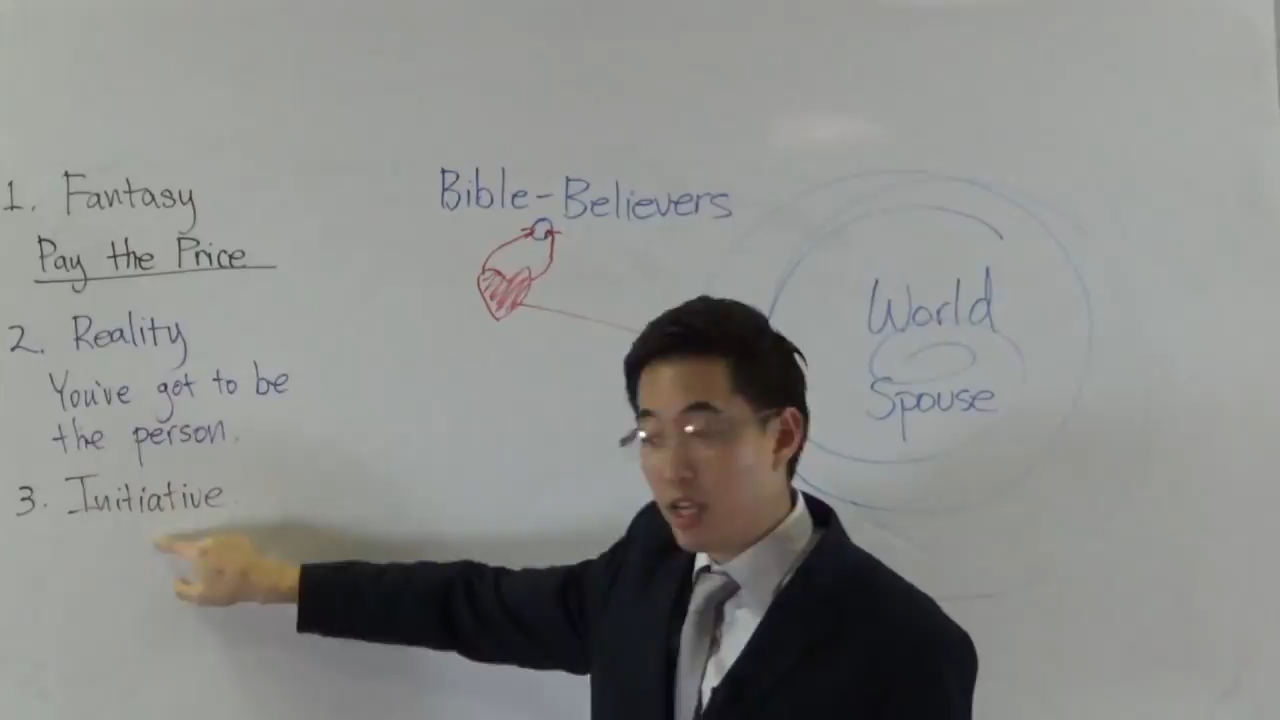 1. Fantasy
Pay the Price
2. Reality
You've got to be
the person.
3. Initiative
Bible-Believers
World
Spouse